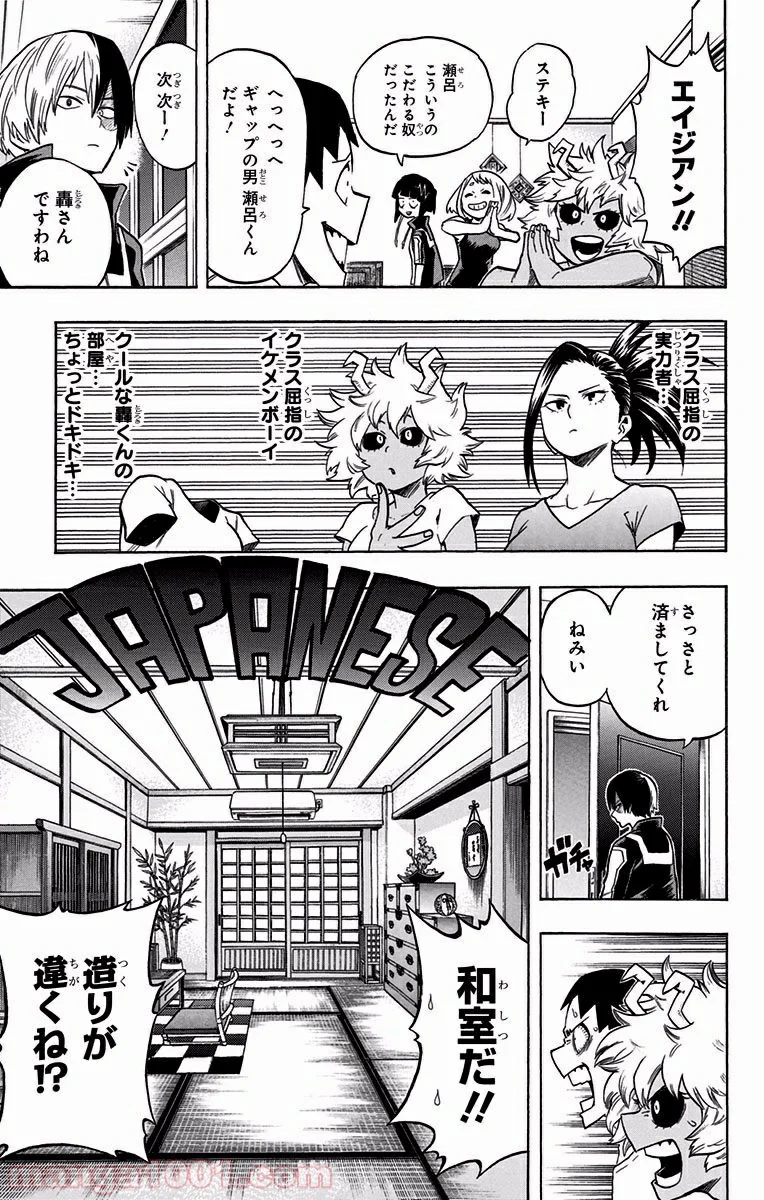 エイジアン!!
ステキー
瀬呂
こういうの
こだわる奴
だったんだ
へっへっへ
ギャップの男 瀬呂くん
だよ!
次次ー!
轟さん
ですわね
クラス屈指の
実力者…
クラス屈指の
イケメンボーイ
クールな轟くんの
部屋…
ちょっとドキドキ…
さっさと
済ましてくれ
ねみい
ガチャ
JAPANESE
和室だ!!
造りが
違くね!?